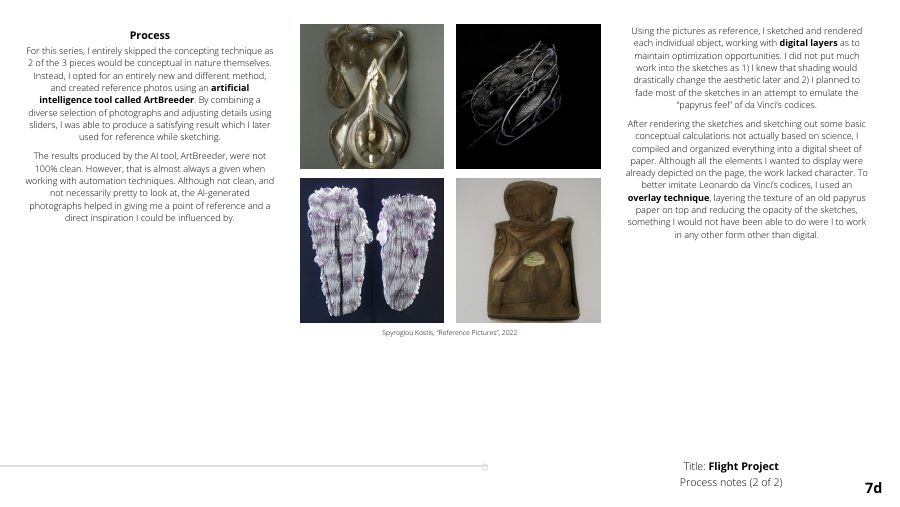 Process
For this series, I entirely skipped the concepting technique as
2 of the 3 pieces would be conceptual in nature themselves.
Instead, I opted for an entirely new and different method,
and created reference photos using an artificial
intelligence tool called ArtBreeder. By combining a
diverse selection of photographs and adjusting details using
sliders, I was able to produce a satisfying result which I later
used for reference while sketching.
The results produced by the AI tool, ArtBreeder, were not
100% clean. However, that is almost always a given when
working with automation techniques. Although not clean, and
not necessarily pretty to look at, the AI-generated
photographs helped in giving me a point of reference and a
direct inspiration I could be influenced by.
Spyroglou Kostis, "Reference Pictures", 2022
Using the pictures as reference, I sketched and rendered
each individual object, working with digital layers as to
maintain optimization opportunities. I did not put much
work into the sketches as 1) I knew that shading would
drastically change the aesthetic later and 2) I planned to
fade most of the sketches in an attempt to emulate the
"papyrus feel" of da Vinci's codices.
After rendering the sketches and sketching out some basic
conceptual calculations not actually based on science, I
compiled and organized everything into a digital sheet of
paper. Although all the elements I wanted to display were
already depicted on the page, the work lacked character. To
better imitate Leonardo da Vinci's codices, I used an
overlay technique, layering the texture of an old papyrus
paper on top and reducing the opacity of the sketches,
something I would not have been able to do were I to work
in any other form other than digital.
Title: Flight Project
Process notes (2 of 2)
7d